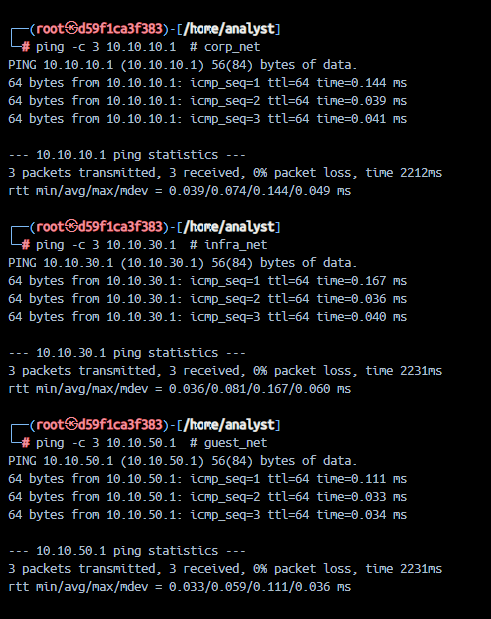 ┌──(root㉿d59f1ca3f383)-[/home/analyst]
└─# ping -c 3 10.10.10.1  # corp_net
PING 10.10.10.1 (10.10.10.1) 56(84) bytes of data.
64 bytes from 10.10.10.1: icmp_seq=1 ttl=64 time=0.144 ms
64 bytes from 10.10.10.1: icmp_seq=2 ttl=64 time=0.039 ms
64 bytes from 10.10.10.1: icmp_seq=3 ttl=64 time=0.041 ms

--- 10.10.10.1 ping statistics ---
3 packets transmitted, 3 received, 0% packet loss, time 2212ms
rtt min/avg/max/mdev = 0.039/0.074/0.144/0.049 ms

┌──(root㉿d59f1ca3f383)-[/home/analyst]
└─# ping -c 3 10.10.30.1  # infra_net
PING 10.10.30.1 (10.10.30.1) 56(84) bytes of data.
64 bytes from 10.10.30.1: icmp_seq=1 ttl=64 time=0.167 ms
64 bytes from 10.10.30.1: icmp_seq=2 ttl=64 time=0.036 ms
64 bytes from 10.10.30.1: icmp_seq=3 ttl=64 time=0.040 ms

--- 10.10.30.1 ping statistics ---
3 packets transmitted, 3 received, 0% packet loss, time 2231ms
rtt min/avg/max/mdev = 0.036/0.081/0.167/0.060 ms

┌──(root㉿d59f1ca3f383)-[/home/analyst]
└─# ping -c 3 10.10.50.1  # guest_net
PING 10.10.50.1 (10.10.50.1) 56(84) bytes of data.
64 bytes from 10.10.50.1: icmp_seq=1 ttl=64 time=0.111 ms
64 bytes from 10.10.50.1: icmp_seq=2 ttl=64 time=0.033 ms
64 bytes from 10.10.50.1: icmp_seq=3 ttl=64 time=0.034 ms

--- 10.10.50.1 ping statistics ---
3 packets transmitted, 3 received, 0% packet loss, time 2231ms
rtt min/avg/max/mdev = 0.033/0.059/0.111/0.036 ms